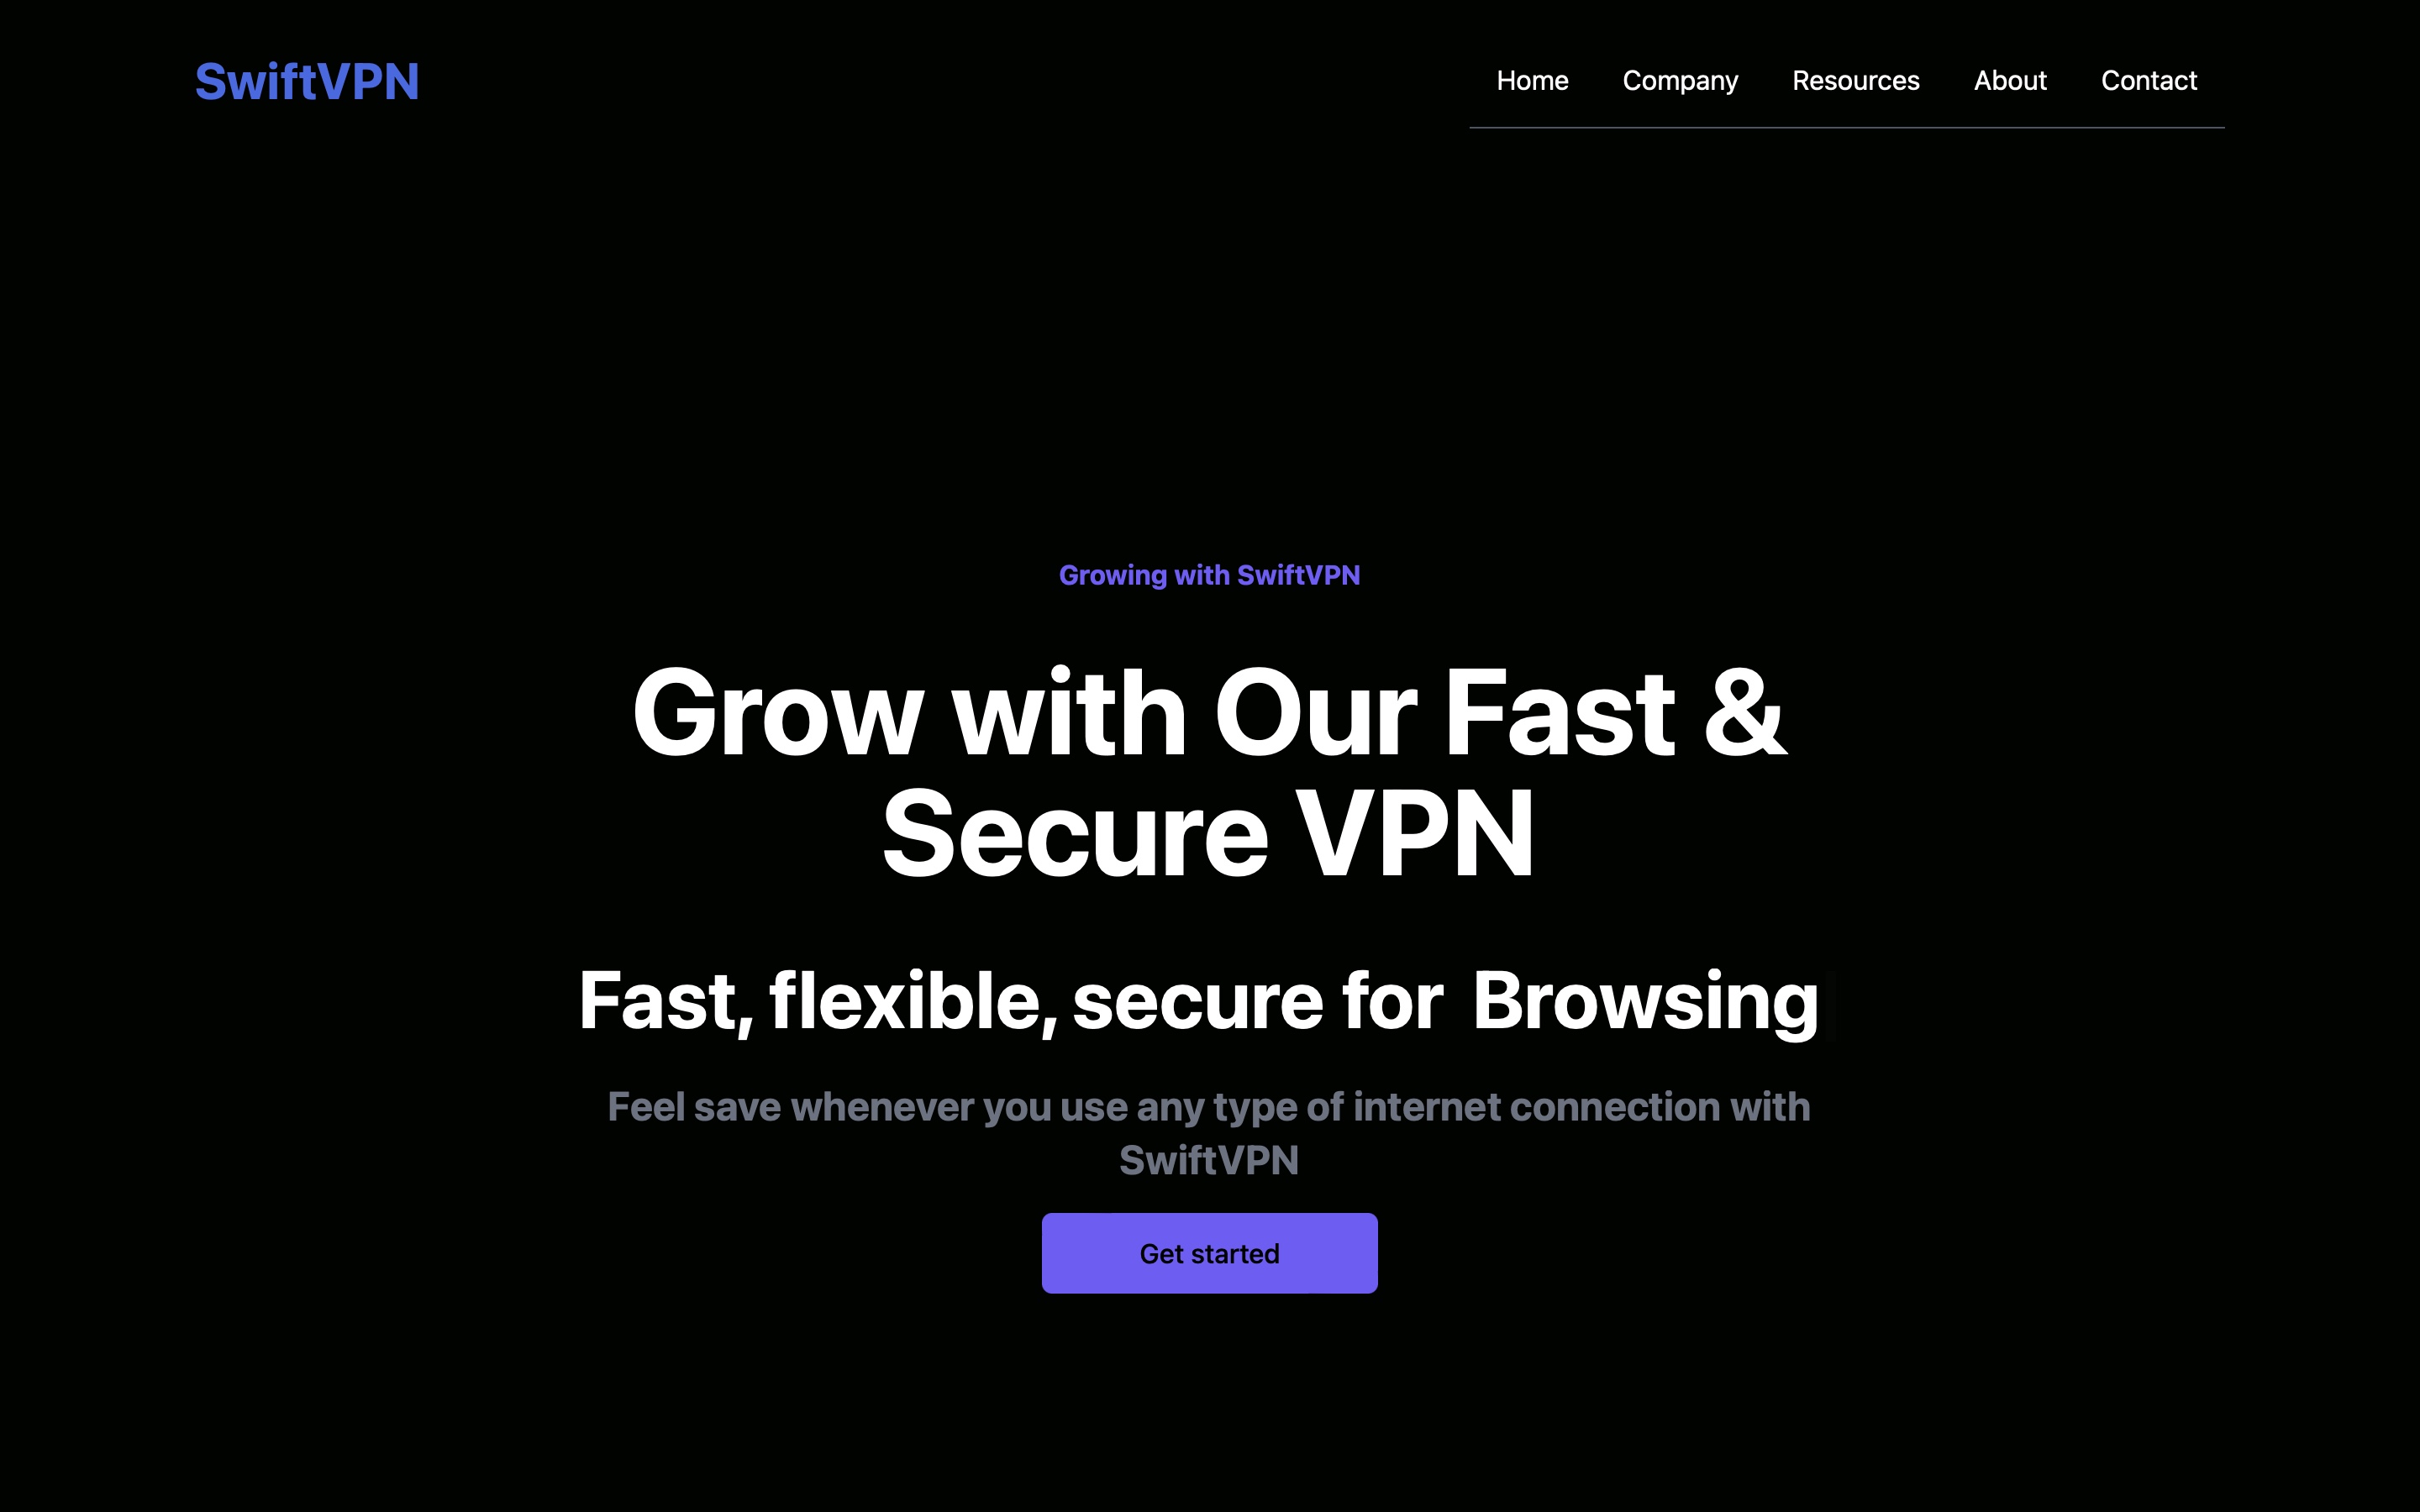 SwiftVPN
Home Company Resources About Contact
Growing with SwiftVPN
Grow with Our Fast &
Secure VPN
Fast, flexible, secure for Browsing
Feel save whenever you use any type of internet connection with
SwiftVPN
Get started